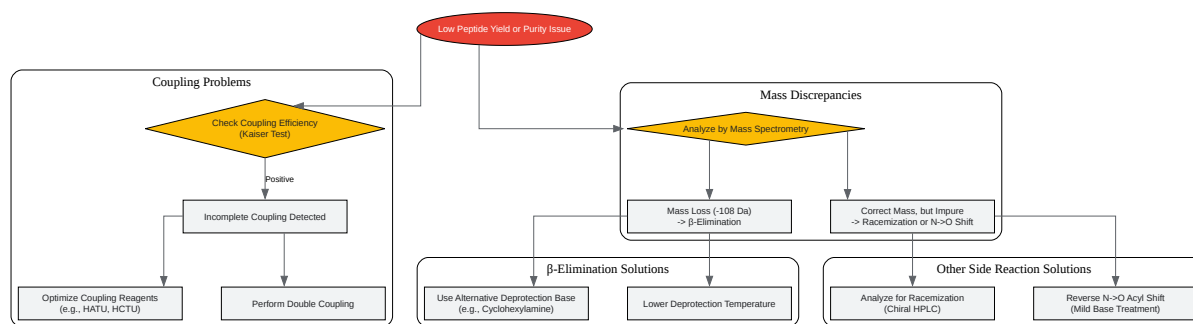 Low Peptide Yield or Purity Issue
Coupling Problems
Check Coupling Efficiency
(Kaiser Test)
Positive
Incomplete Coupling Detected
Optimize Coupling Reagents
(e.g., HATU, HCTU)
Perform Double Coupling
Mass Discrepancies
Analyze by Mass Spectrometry
Mass Loss (-108 Da)
-> β-Elimination
Correct Mass, but Impure
-> Racemization or N->O Shift
β-Elimination Solutions
Use Alternative Deprotection Base
(e.g., Cyclohexylamine)
Lower Deprotection Temperature
Other Side Reaction Solutions
Analyze for Racemization
(Chiral HPLC)
Reverse N->O Acyl Shift
(Mild Base Treatment)